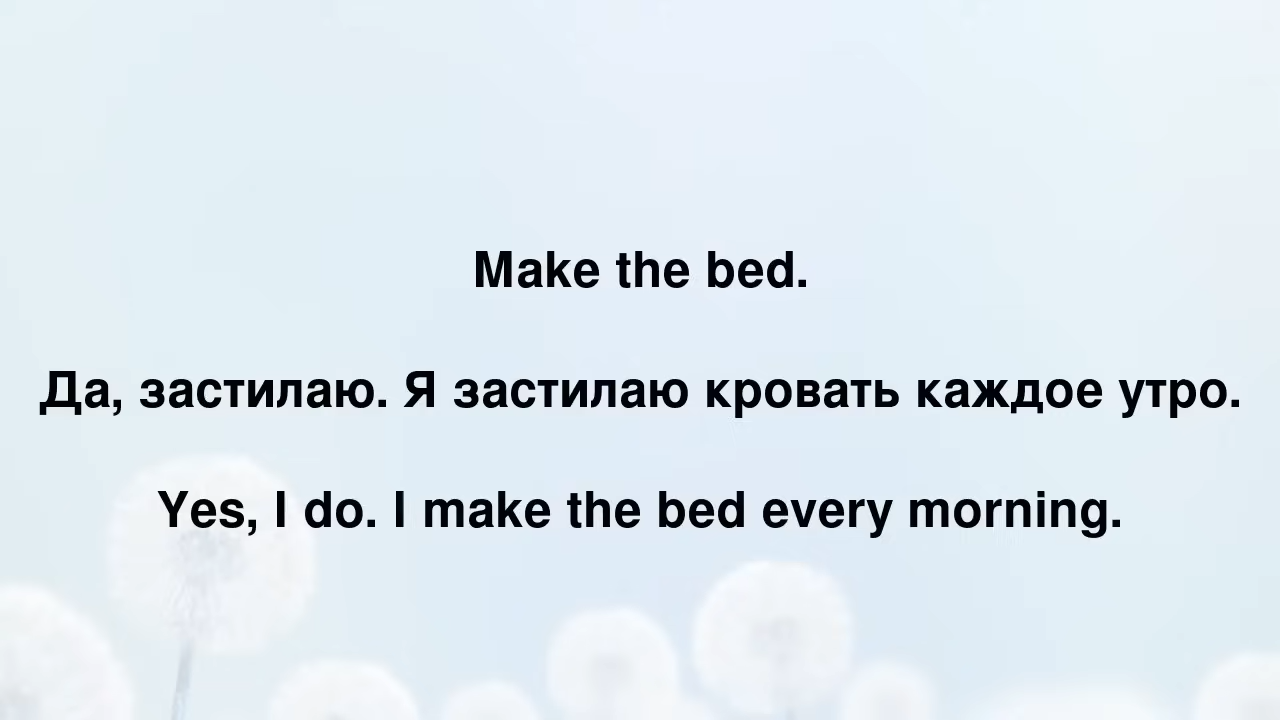 Make the bed.
Да, застилаю. Я застилаю кровать каждое утро.
Yes, I do. I make the bed every morning.